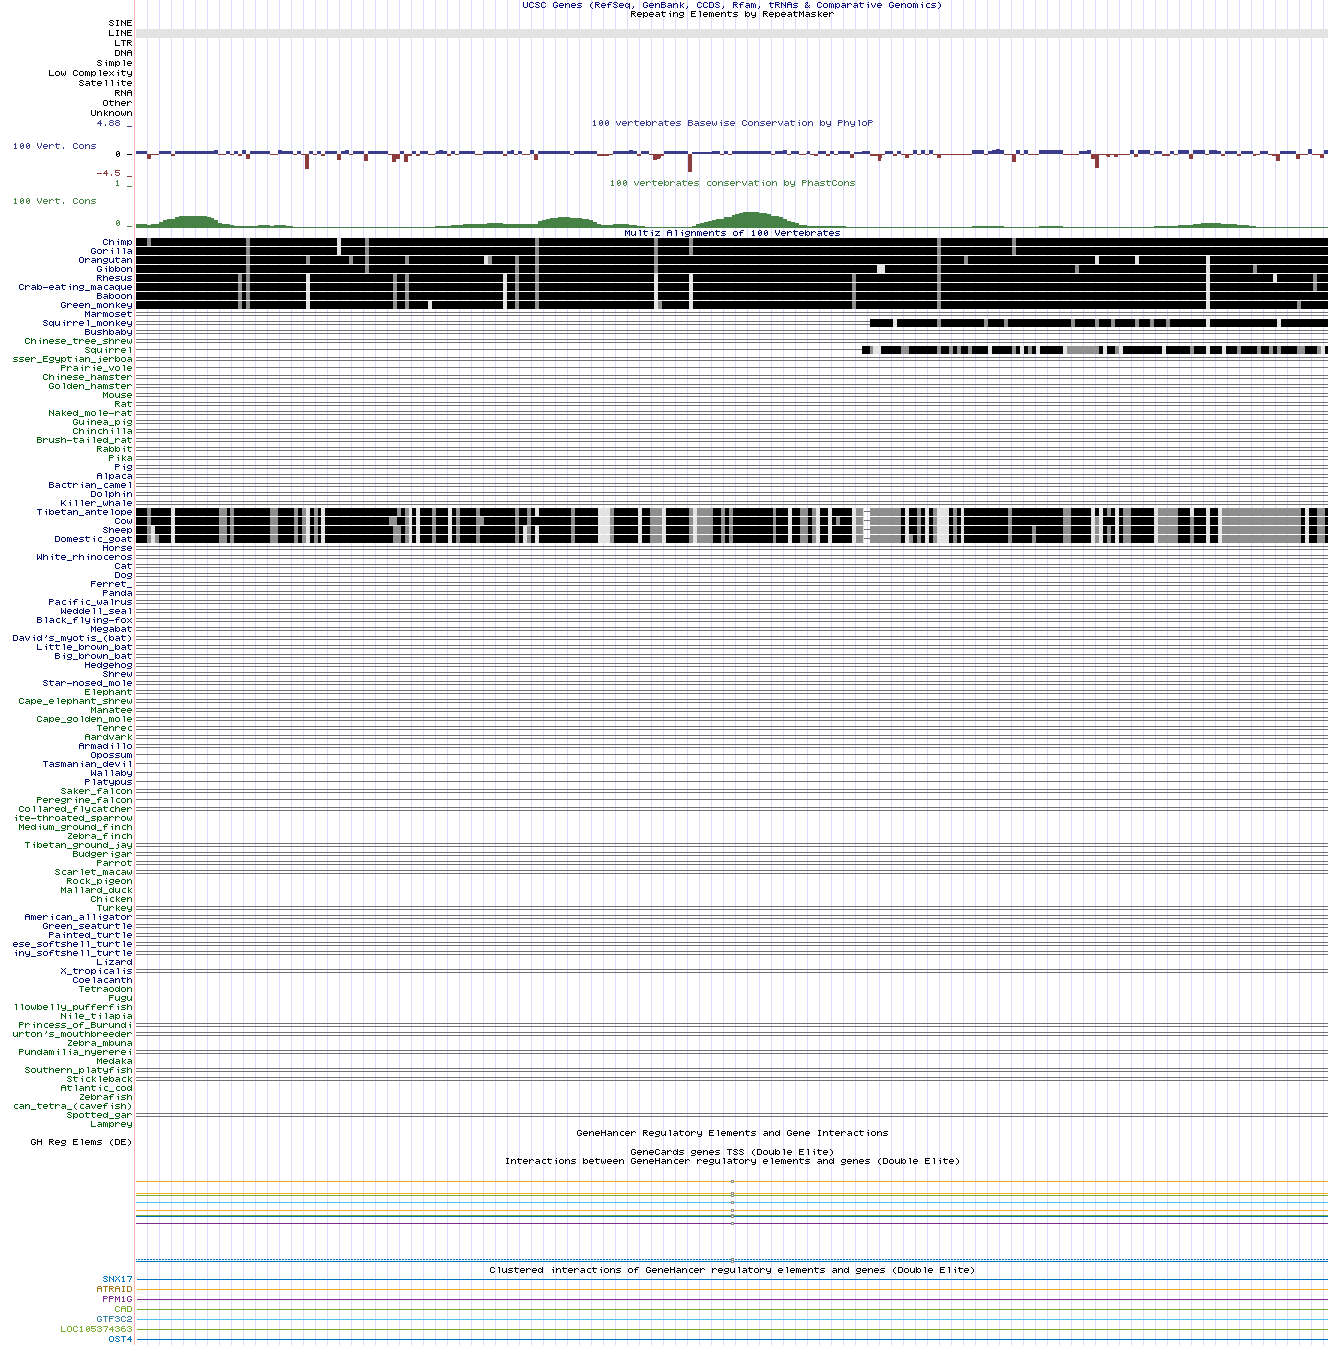 UCSC Genes (RefSeq, GenBank, CCDS, Rfam, tRNAs & Comparative Genomics)
Repeating Elements by RepeatMasker
SINE
LINE
LTR
DNA
Simple
Low Complexity
Satellite
RNA
Other
Unknown
4.88 _
100 vertebrates Basewise Conservation by PhyloP
100 Vert. Cons
0 -
-4.5 _
1 _
100 vertebrates conservation by PhastCons
100 Vert. Cons
0 _
Multiz Alignments of 100 Vertebrates
Chimp
Gorilla
Orangutan
Gibbon
Rhesus
Crab-eating_macaque
Baboon
Green_monkey
Marmoset
Squirrel_monkey
Bushbaby
Chinese_tree_shrew
Squirrel
sser_Egyptian_jerboa
Prairie_vole
Chinese_hamster
Golden_hamster
Mouse
Rat
Naked_mole-rat
Guinea_pig
Chinchilla
Brush-tailed_rat
Rabbit
Pika
Pig
Alpaca
Bactrian_camel
Dolphin
Killer_whale
Tibetan_antelope
Cow
Sheep
Domestic_goat
Horse
White_rhinoceros
Cat
Dog
Ferret_
Panda
Pacific_walrus
Weddell_seal
Black_flying-fox
Megabat
David's_myotis_(bat)
Little_brown_bat
Big_brown_bat
Hedgehog
Shrew
Star-nosed_mole
Elephant
Cape_elephant_shrew
Manatee
Cape_golden_mole
Tenrec
Aardvark
Armadillo
Opossum
Tasmanian_devil
Wallaby
Platypus
Saker_falcon
Peregrine_falcon
Collared_flycatcher
ite-throated_sparrow
Medium_ground_finch
Zebra_finch
Tibetan_ground_jay
Budgerigar
Parrot
Scarlet_macaw
Rock_pigeon
Mallard_duck
Chicken
Turkey
American_alligator
Green_seaturtle
Painted_turtle
ese_softshell_turtle
iny_softshell_turtle
Lizard
X_tropicalis
Coelacanth
Tetraodon
Fugu
llowbelly_pufferfish
Nile_tilapia
Princess_of_Burundi
urton's_mouthbreeder
Zebra_mbuna
Pundamilia_nyererei
Medaka
Southern_platyfish
Stickleback
Atlantic_cod
Zebrafish
can_tetra_(cavefish)
Spotted_gar
Lamprey
GeneHancer Regulatory Elements and Gene Interactions
GH Reg Elems (DE)
GeneCards genes TSS (Double Elite)
Interactions between GeneHancer regulatory elements and genes (Double Elite)
Clustered interactions of GeneHancer regulatory elements and genes (Double Elite)
SNX17
ATRAID
PPM1G
CAD
GTF3C2
LOC105374363
OST4